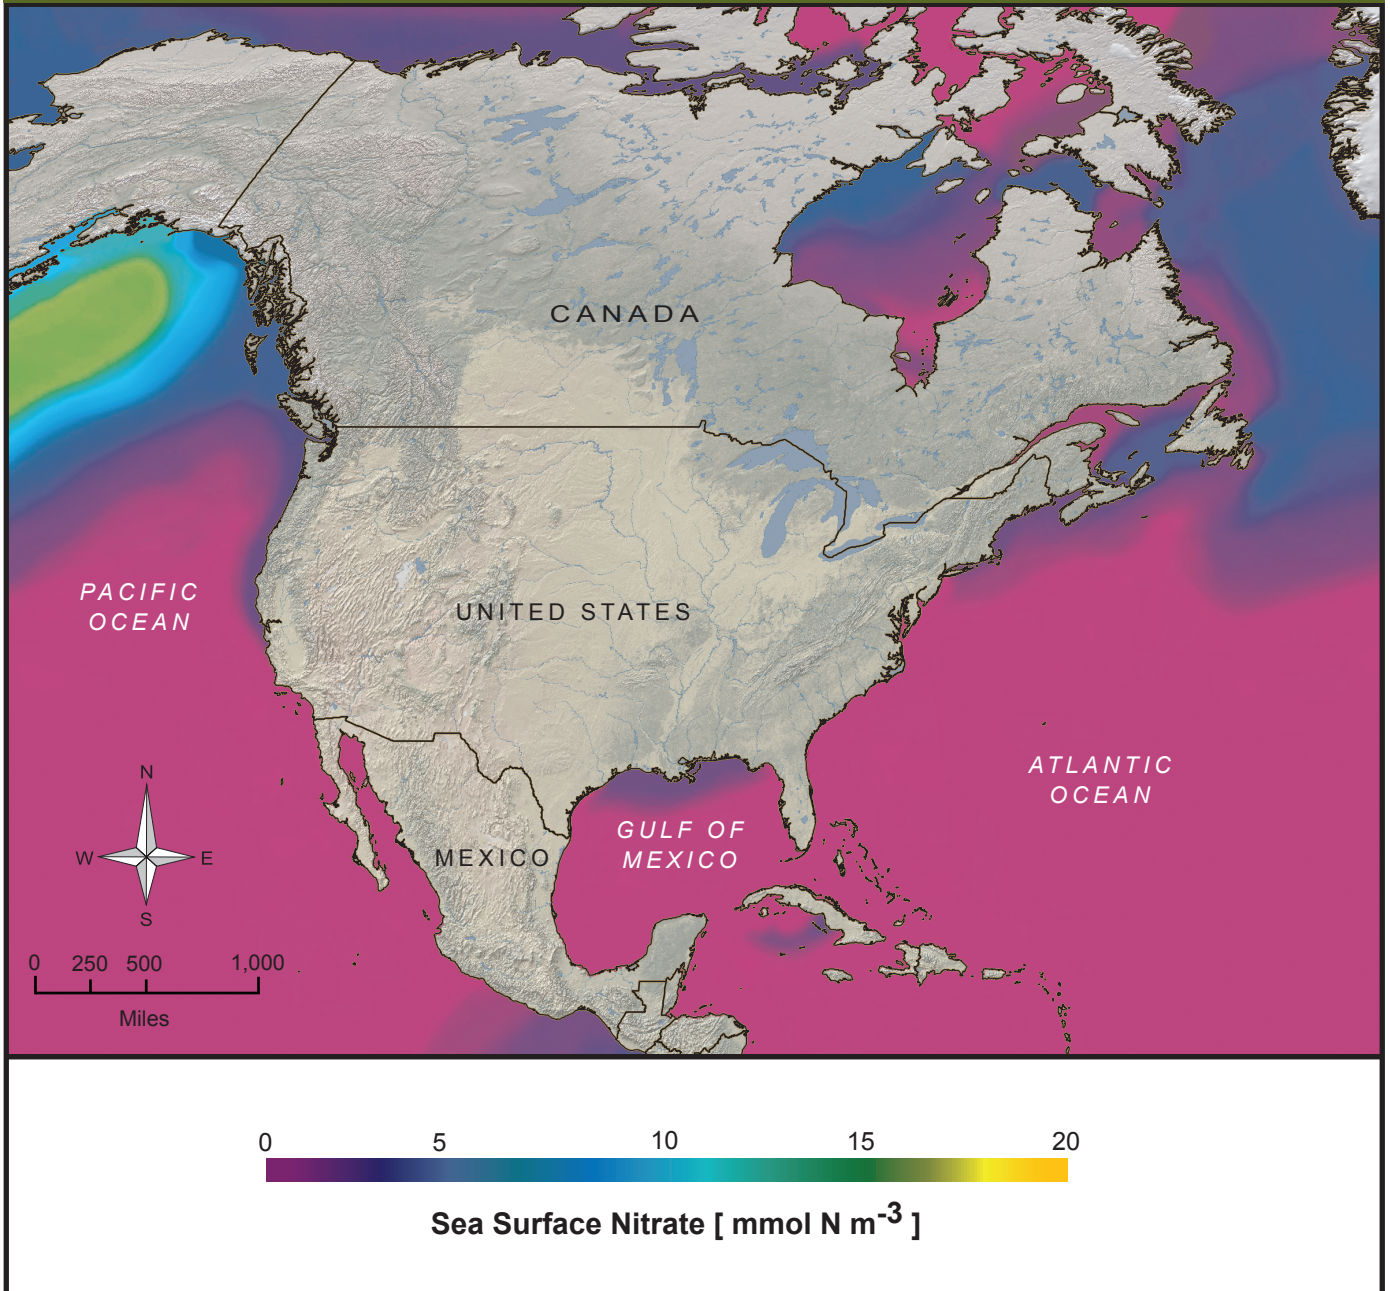 CANADA
PACIFIC
OCEAN
UNITED STATES
ATLANTIC
OCEAN
GULF OF
MEXICO
MEXICO
N
W
E
S
0 250 500 1,000
Miles
0 5 10 15 20
Sea Surface Nitrate [ mmol N m-3 ]